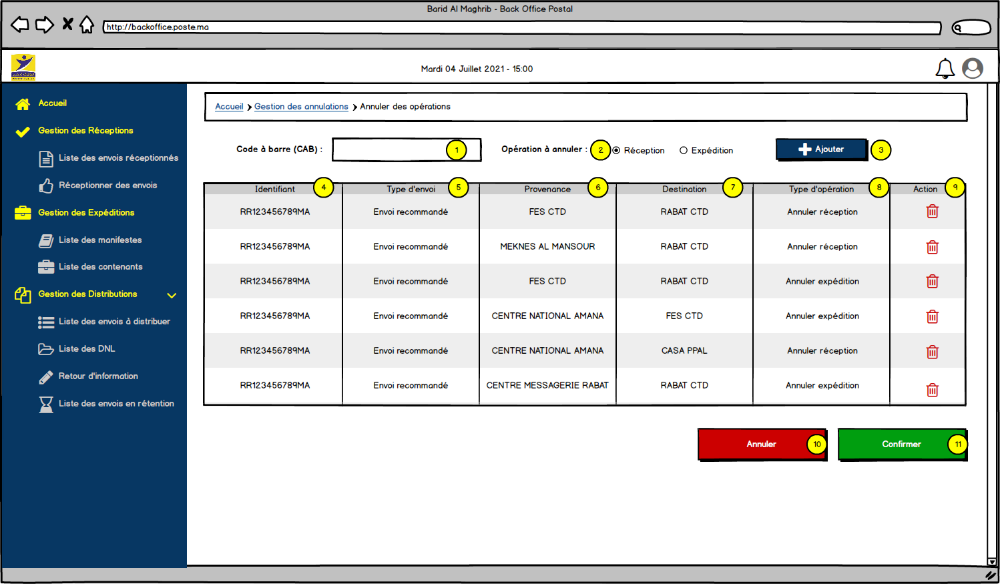 Barid Al Maghrib - Back Office Postal
http://backoffice.poste.ma
Mardi 04 Juillet 2021 - 15:00
Accueil
Gestion des Réceptions
Liste des envois réceptionnés
Réceptionner des envois
Gestion des Expéditions
Liste des manifestes
Liste des contenants
Gestion des Distributions
Liste des envois à distribuer
Liste des DNL
Retour d'information
Liste des envois en rétention
Accueil Gestion des annulations Annuler des opérations
Code à barre (CAB) : 1 Opération à annuler : 2 Réception Expédition Ajouter 3
Identifiant 4 Type d'envoi 5 Provenance 6 Destination 7 Type d'opération 8 Action 9
RR123456789MA Envoi recommandé FES CTD RABAT CTD Annuler réception
RR123456789MA Envoi recommandé MEKNES AL MANSOUR RABAT CTD Annuler réception
RR123456789MA Envoi recommandé FES CTD RABAT CTD Annuler expédition
RR123456789MA Envoi recommandé CENTRE NATIONAL AMANA FES CTD Annuler expédition
RR123456789MA Envoi recommandé CENTRE NATIONAL AMANA CASA PPAL Annuler réception
RR123456789MA Envoi recommandé CENTRE MESSAGERIE RABAT RABAT CTD Annuler expédition
Annuler 10 Confirmer 11